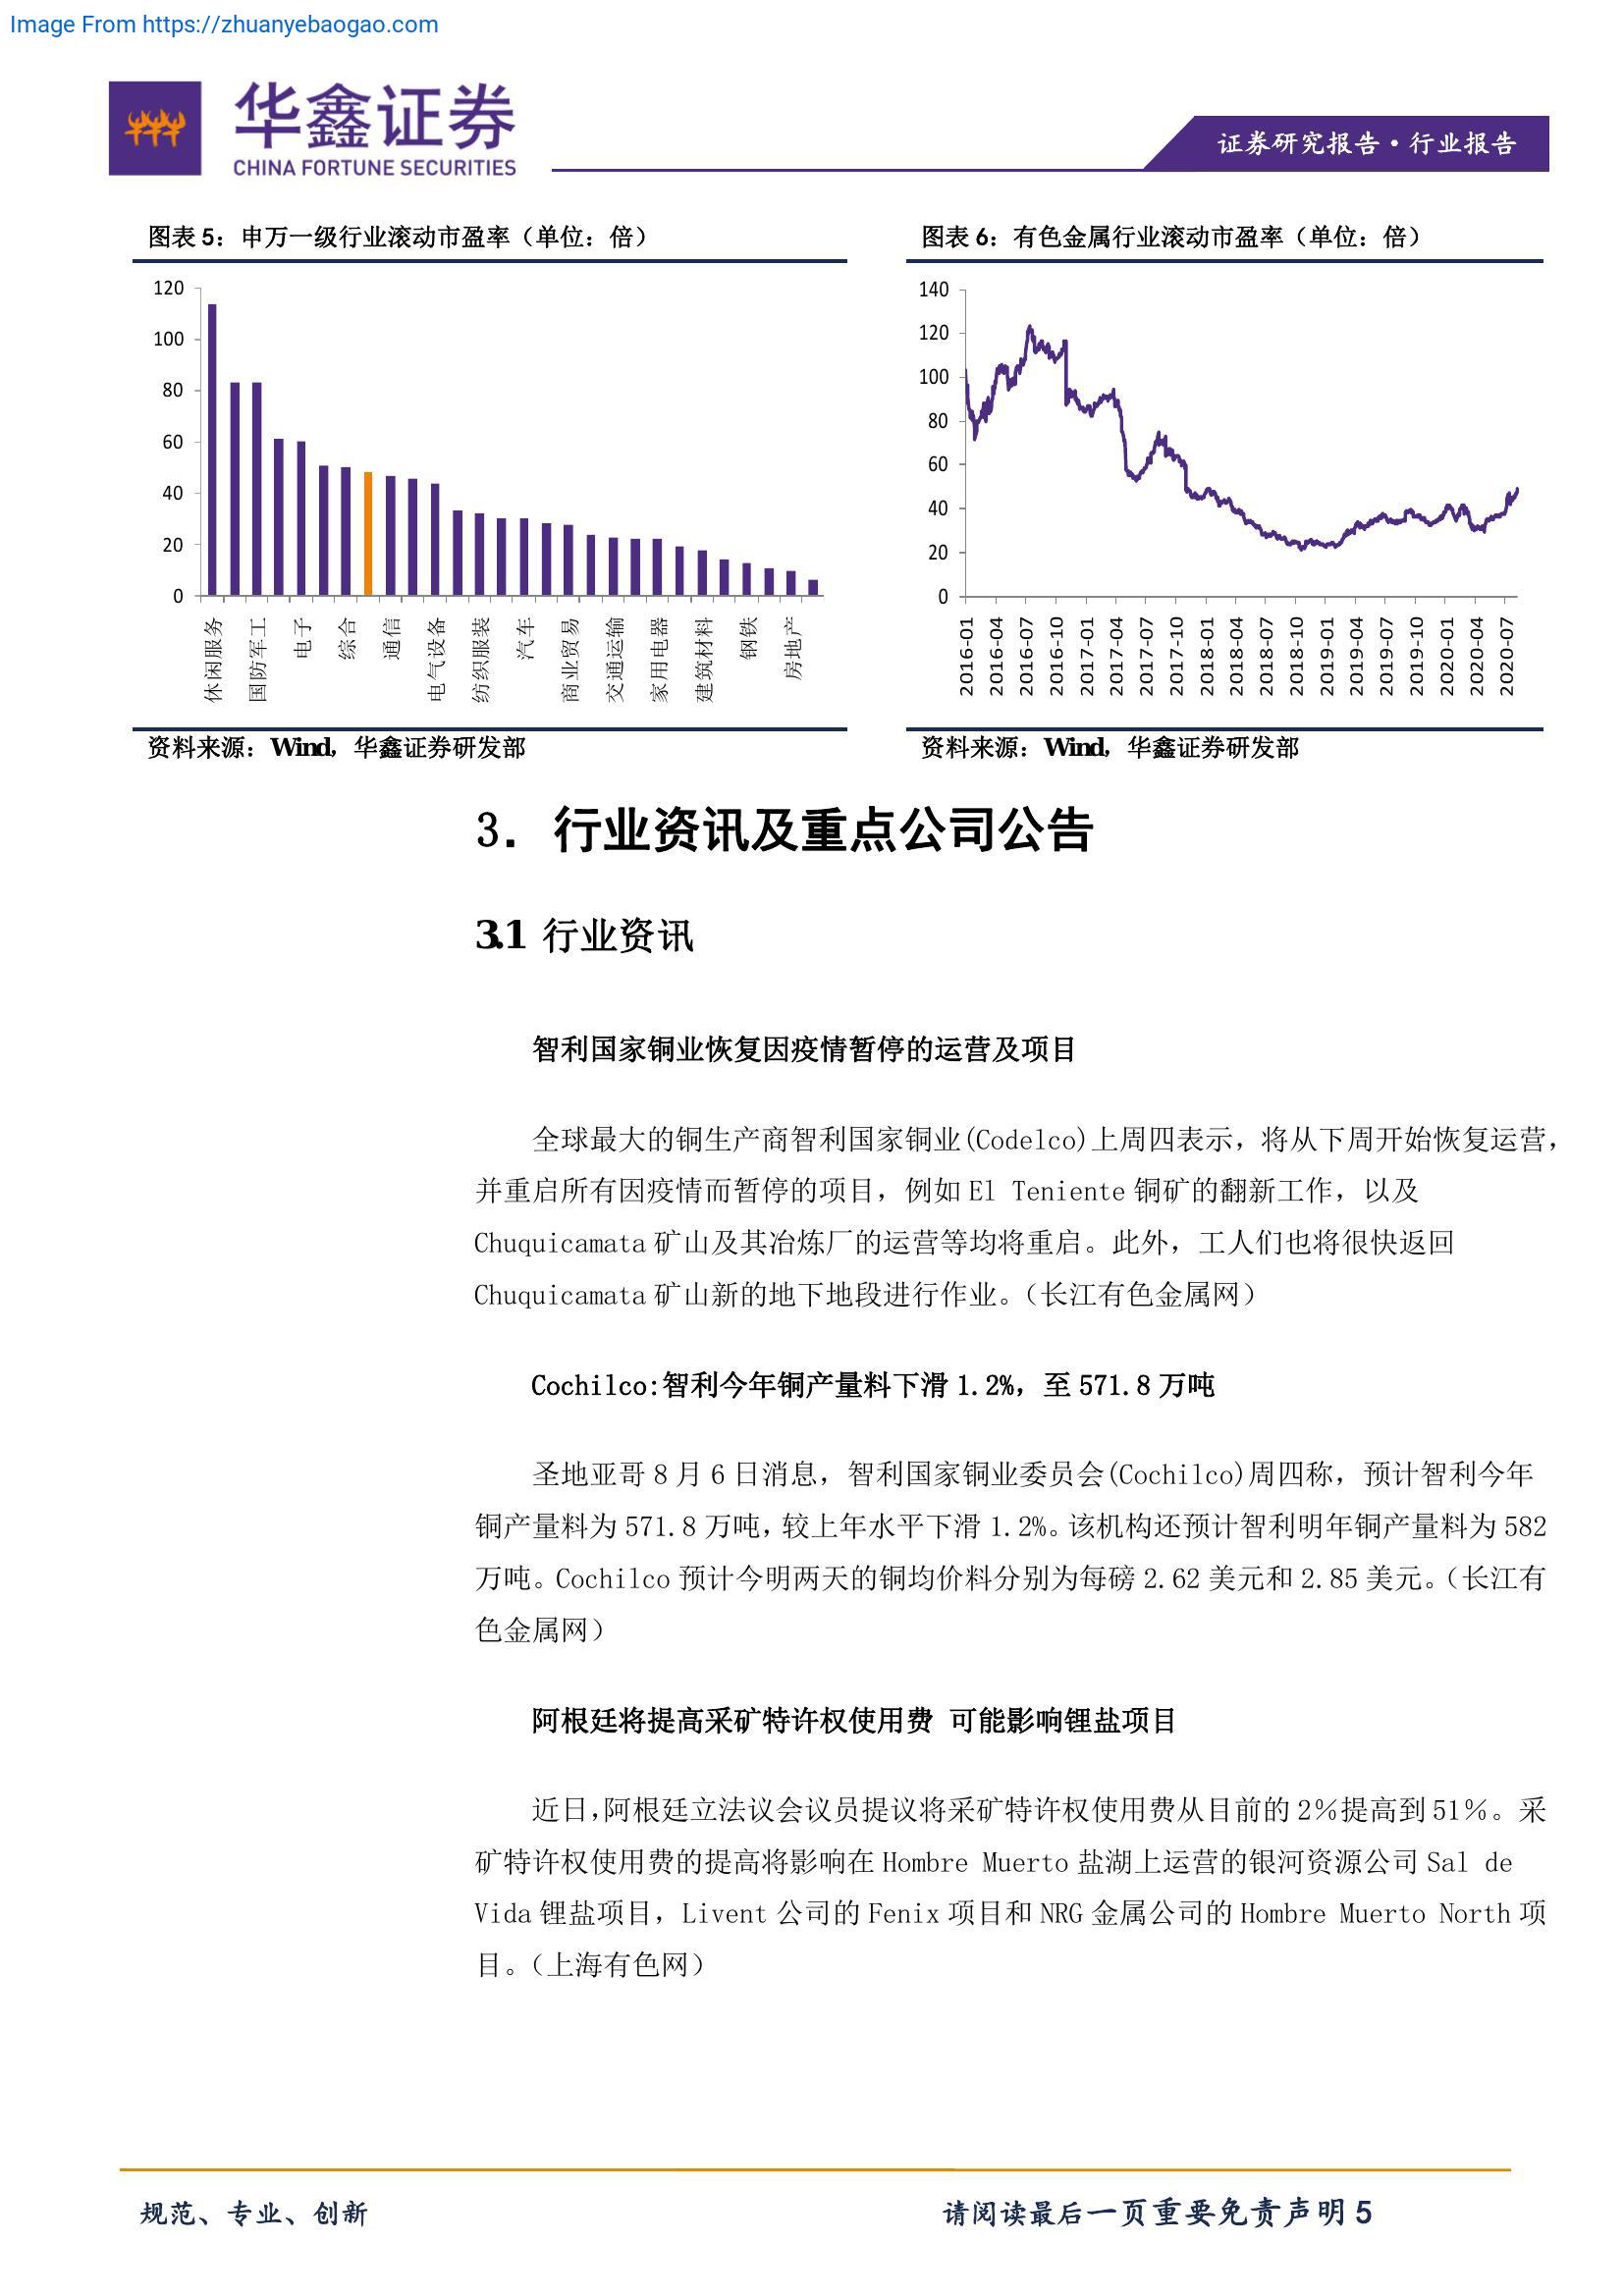 Image From https://zhuanyebaogao.com
华鑫证券
CHINA FORTUNE SECURITIES
证券研究报告·行业报告
图表 5：申万一级行业滚动市盈率（单位：倍）
120
100
80
60
40
20
0
休闲服务
国防军工
电子
综合
通信
电气设备
纺织服装
汽车
商业贸易
交通运输
家用电器
建筑材料
钢铁
房地产
资料来源：Wind，华鑫证券研发部
图表 6：有色金属行业滚动市盈率（单位：倍）
140
120
100
80
60
40
20
0
2016-01
2016-04
2016-07
2016-10
2017-01
2017-04
2017-07
2017-10
2018-01
2018-04
2018-07
2018-10
2019-01
2019-04
2019-07
2019-10
2020-01
2020-04
2020-07
资料来源：Wind，华鑫证券研发部
3. 行业资讯及重点公司公告
3.1 行业资讯
智利国家铜业恢复因疫情暂停的运营及项目
全球最大的铜生产商智利国家铜业(Codelco)上周四表示，将从下周开始恢复运营，
并重启所有因疫情而暂停的项目，例如 El Teniente 铜矿的翻新工作，以及
Chuquicamata 矿山及其冶炼厂的运营等均将重启。此外，工人们也将很快返回
Chuquicamata 矿山新的地下地段进行作业。（长江有色金属网）
Cochilco:智利今年铜产量料下滑 1.2%，至 571.8 万吨
圣地亚哥 8 月 6 日消息，智利国家铜业委员会(Cochilco)周四称，预计智利今年
铜产量料为 571.8 万吨，较上年水平下滑 1.2%。该机构还预计智利明年铜产量料为 582
万吨。Cochilco 预计今明两天的铜均价料分别为每磅 2.62 美元和 2.85 美元。（长江有
色金属网）
阿根廷将提高采矿特许权使用费 可能影响锂盐项目
近日，阿根廷立法议会议员提议将采矿特许权使用费从目前的 2％提高到 51％。采
矿特许权使用费的提高将影响在 Hombre Muerto 盐湖上运营的银河资源公司 Sal de
Vida 锂盐项目，Livent 公司的 Fenix 项目和 NRG 金属公司的 Hombre Muerto North 项
目。（上海有色网）
规范、专业、创新
请阅读最后一页重要免责声明 5